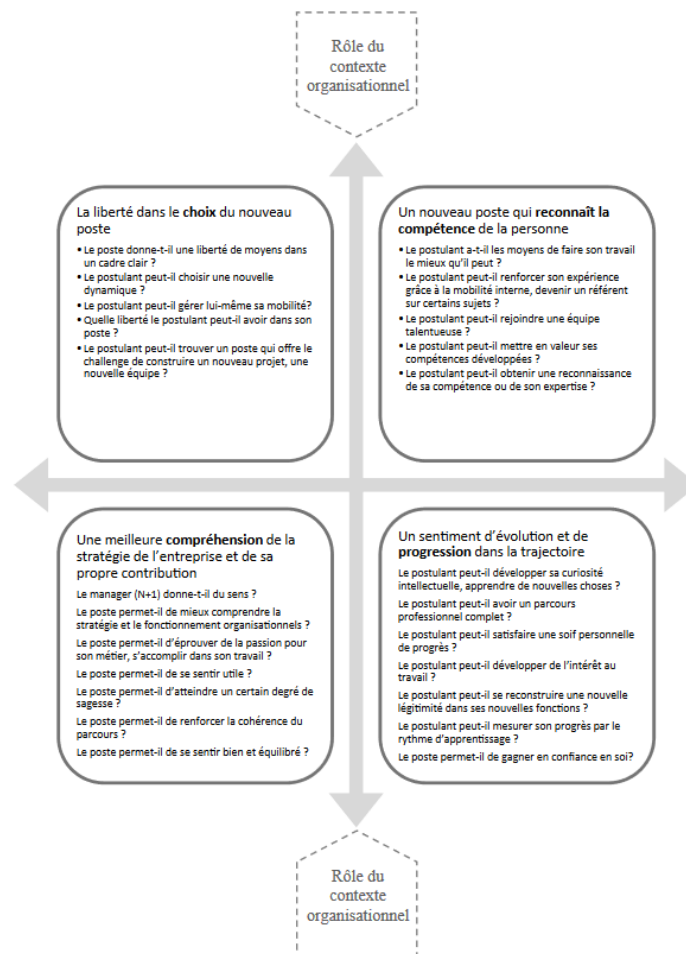 Rôle du
contexte
organisationnel
La liberté dans le choix du nouveau
poste
• Le poste donne-t-il une liberté de moyens dans
un cadre clair ?
• Le postulant peut-il choisir une nouvelle
dynamique ?
• Le postulant peut-il gérer lui-même sa mobilité?
• Quelle liberté le postulant peut-il avoir dans son
poste ?
• Le postulant peut-il trouver un poste qui offre le
challenge de construire un nouveau projet, une
nouvelle équipe ?
Un nouveau poste qui reconnaît la
compétence de la personne
• Le postulant a-t-il les moyens de faire son travail
le mieux qu'il peut ?
• Le postulant peut-il renforcer son expérience
grâce à la mobilité interne, devenir un référent
sur certains sujets ?
• Le postulant peut-il rejoindre une équipe
talentueuse ?
• Le postulant peut-il mettre en valeur ses
compétences développées ?
• Le postulant peut-il obtenir une reconnaissance
de sa compétence ou de son expertise ?
Une meilleure compréhension de la
stratégie de l'entreprise et de sa
propre contribution
Le manager (N+1) donne-t-il du sens ?
Le poste permet-il de mieux comprendre la
stratégie et le fonctionnement organisationnels ?
Le poste permet-il d'éprouver de la passion pour
son métier, s'accomplir dans son travail ?
Le poste permet-il de se sentir utile ?
Le poste permet-il d'atteindre un certain degré de
sagesse ?
Le poste permet-il de renforcer la cohérence du
parcours ?
Le poste permet-il de se sentir bien et équilibré ?
Un sentiment d'évolution et de
progression dans la trajectoire
Le postulant peut-il développer sa curiosité
intellectuelle, apprendre de nouvelles choses ?
Le postulant peut-il avoir un parcours
professionnel complet ?
Le postulant peut-il satisfaire une soif personnelle
de progrès ?
Le postulant peut-il développer de l'intérêt au
travail ?
Le postulant peut-il se reconstruire une nouvelle
légitimité dans ses nouvelles fonctions ?
Le postulant peut-il mesurer son progrès par le
rythme d'apprentissage ?
Le poste permet-il de gagner en confiance en soi?
Rôle du
contexte
organisationnel